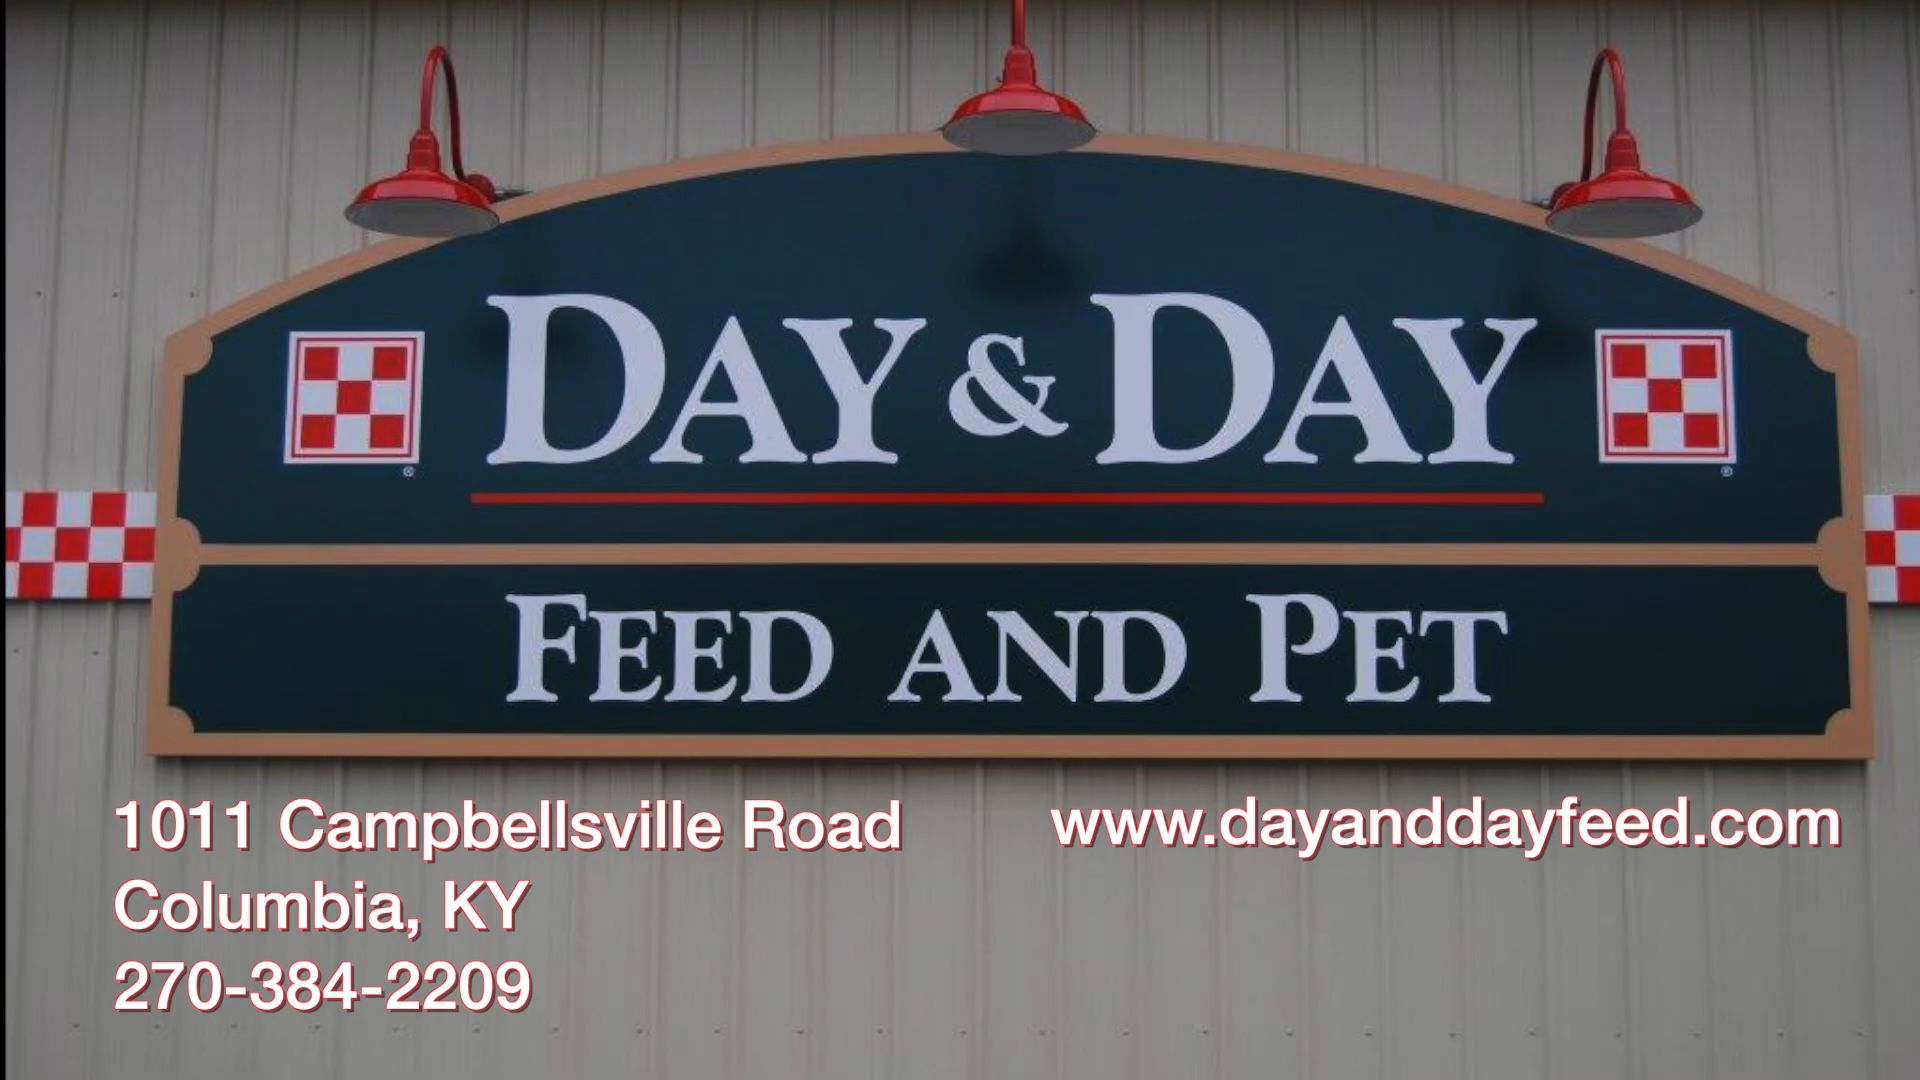 DAY & DAY
FEED AND PET
1011 Campbellsville Road
Columbia, KY
270-384-2209
www.dayanddayfeed.com